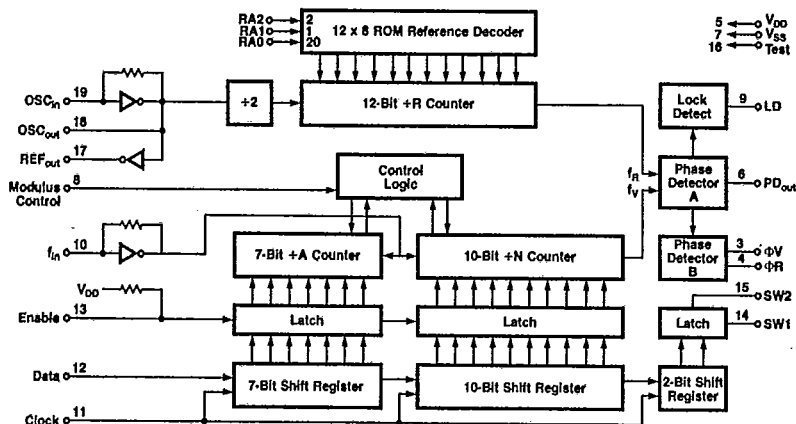 RA2 2
RA1 1
RA0 20
12 x 8 ROM Reference Decoder
5 VDD
7 VSS
16 Test
OSCin 19
OSCout 18
REFout 17
÷2
12-Bit ÷R Counter
Lock Detect
9 LD
Modulus Control 8
Control Logic
fR
fV
Phase Detector A
6 PDout
fin 10
7-Bit ÷A Counter
10-Bit ÷N Counter
Phase Detector B
3 ΦV
4 ΦR
VDD
Enable 13
Latch
Latch
Latch
15 SW2
14 SW1
Data 12
7-Bit Shift Register
10-Bit Shift Register
2-Bit Shift Register
Clock 11